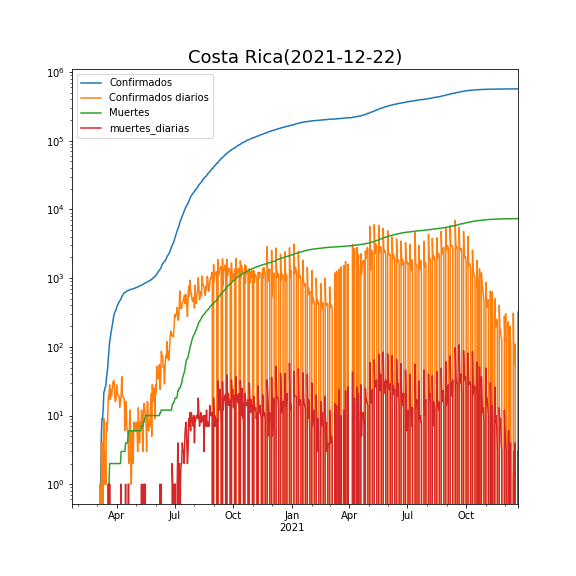 Costa Rica(2021-12-22)
Confirmados
Confirmados diarios
Muertes
muertes_diarias
10⁶
10⁵
10⁴
10³
10²
10¹
10⁰
Apr Jul Oct Jan Apr Jul Oct
2021